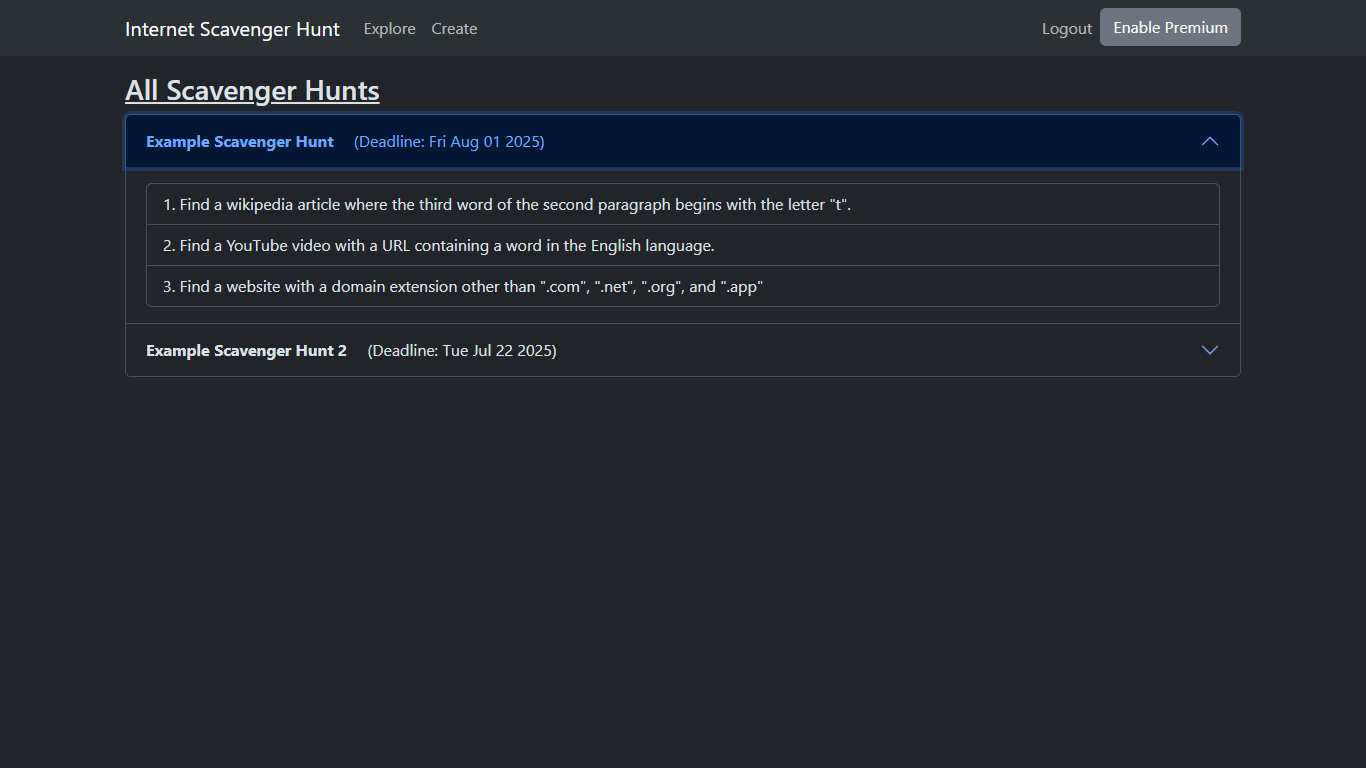 Internet Scavenger Hunt Explore Create Logout Enable Premium
All Scavenger Hunts
Example Scavenger Hunt (Deadline: Fri Aug 01 2025)
1. Find a wikipedia article where the third word of the second paragraph begins with the letter "t".
2. Find a YouTube video with a URL containing a word in the English language.
3. Find a website with a domain extension other than ".com", ".net", ".org", and ".app"
Example Scavenger Hunt 2 (Deadline: Tue Jul 22 2025)